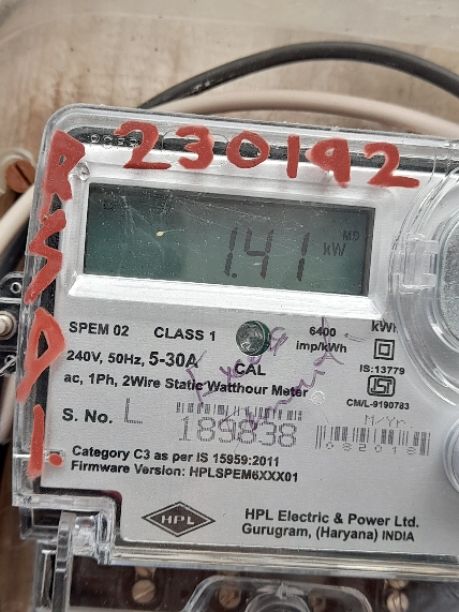 230192
RSD1.
1.41
MD
kW
SPEM 02 CLASS 1
6400
imp/kWh
kWh
240V, 50Hz, 5-30A
CAL
ac, 1Ph, 2Wire Static Watthour Meter
IS:13779
CM/L-9190783
S. No. L 189838
M/Yr.
082018
Category C3 as per IS 15959:2011
Firmware Version: HPLSPEM6XXX01
HPL
HPL Electric & Power Ltd.
Gurugram, (Haryana) INDIA